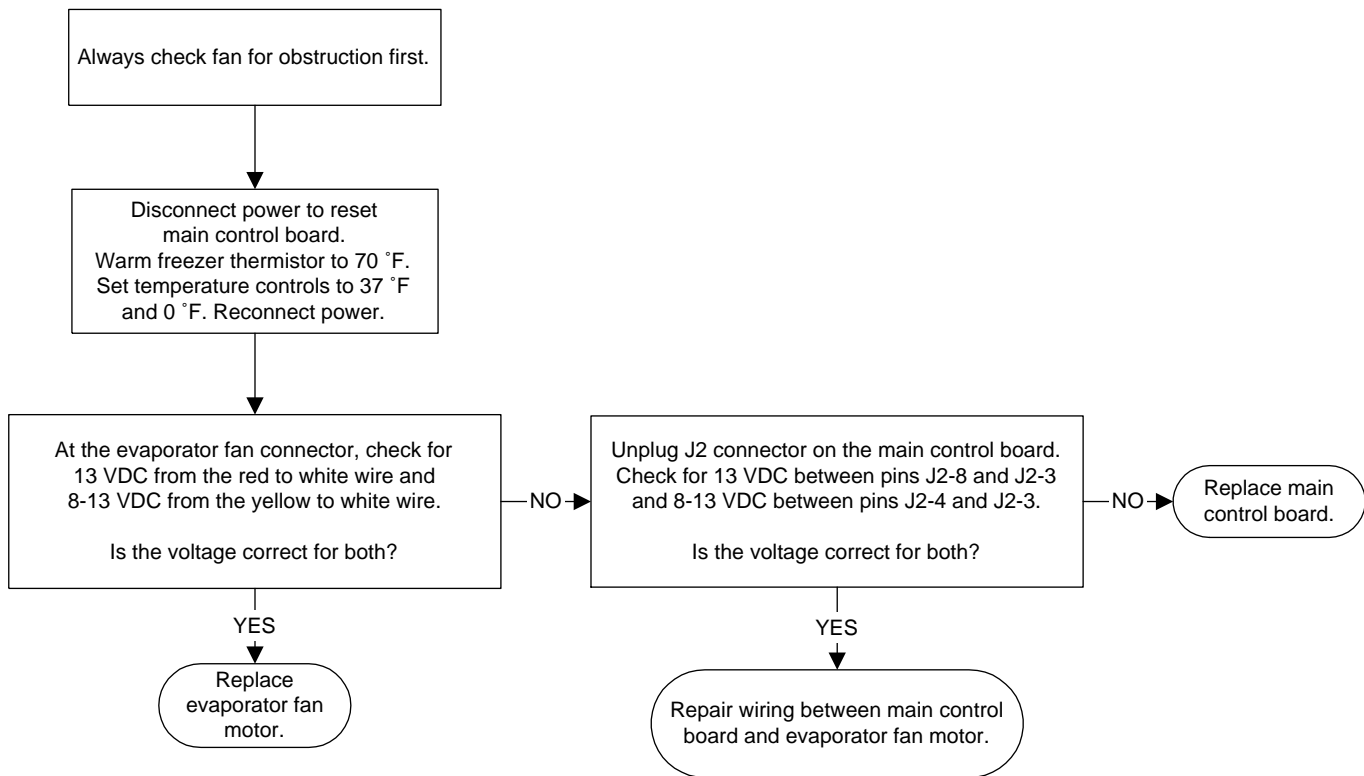 Always check fan for obstruction first.
Disconnect power to reset
main control board.
Warm freezer thermistor to 70 ˚F.
Set temperature controls to 37 ˚F
and 0 ˚F. Reconnect power.
At the evaporator fan connector, check for
13 VDC from the red to white wire and
8-13 VDC from the yellow to white wire.
Is the voltage correct for both?
NO
Unplug J2 connector on the main control board.
Check for 13 VDC between pins J2-8 and J2-3
and 8-13 VDC between pins J2-4 and J2-3.
Is the voltage correct for both?
NO
Replace main
control board.
YES
Replace
evaporator fan
motor.
YES
Repair wiring between main control
board and evaporator fan motor.